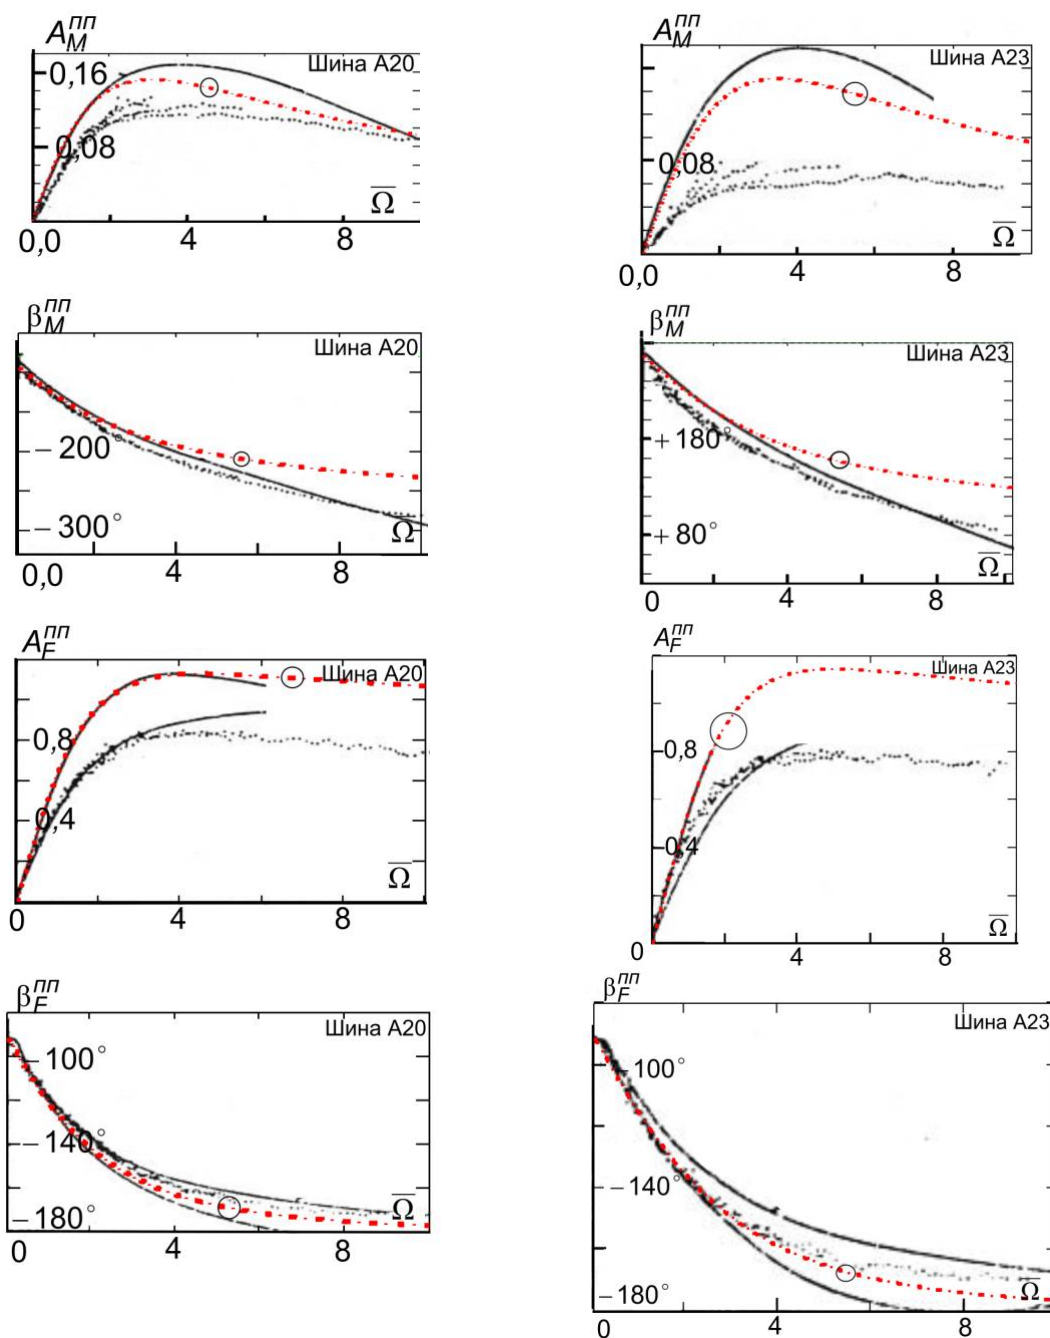 A_M^пп
Шина А20
0,16
0,08
Ω̅
0,0
4
8
A_M^пп
Шина А23
0,08
Ω̅
0,0
4
8
β_M^пп
Шина А20
−200°
−300°
Ω
0,0
4
8
β_M^пп
Шина А23
+180°
+80°
Ω̅
0
4
8
A_F^пп
Шина А20
0,8
0,4
Ω̅
0
4
8
A_F^пп
Шина А23
0,8
0,4
Ω̅
0
4
8
β_F^пп
Шина А20
−100°
−140°
Ω̅
−180°
0
4
8
β_F^пп
Шина А23
−100°
−140°
Ω̅
−180°
0
4
8